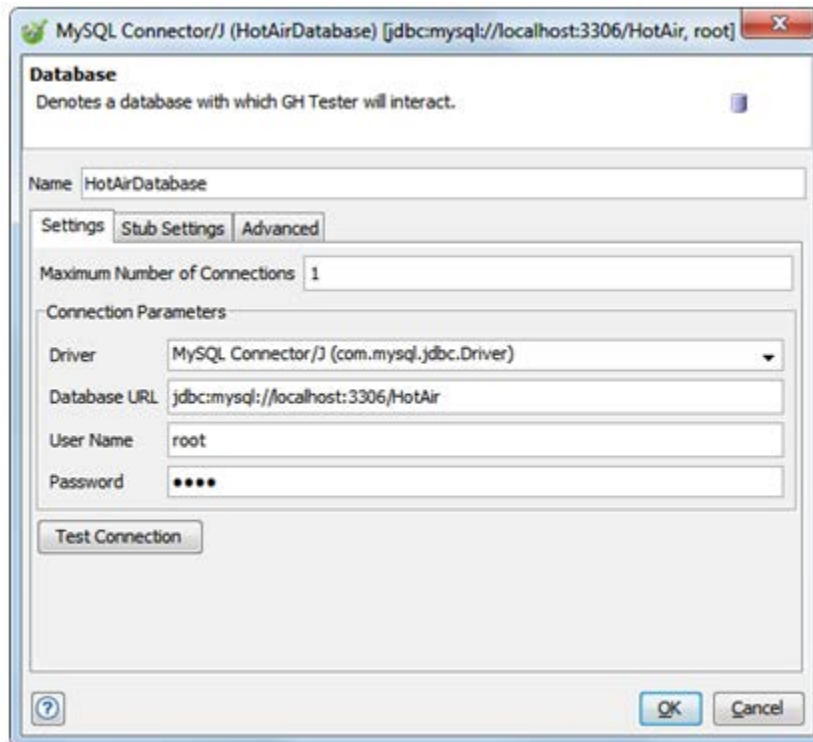 MySQL Connector/J (HotAirDatabase) [jdbc:mysql://localhost:3306/HotAir, root]
Database
Denotes a database with which GH Tester will interact.
Name HotAirDatabase
Settings Stub Settings Advanced
Maximum Number of Connections 1
Connection Parameters
Driver MySQL Connector/J (com.mysql.jdbc.Driver)
Database URL jdbc:mysql://localhost:3306/HotAir
User Name root
Password ●●●●
Test Connection
? OK Cancel